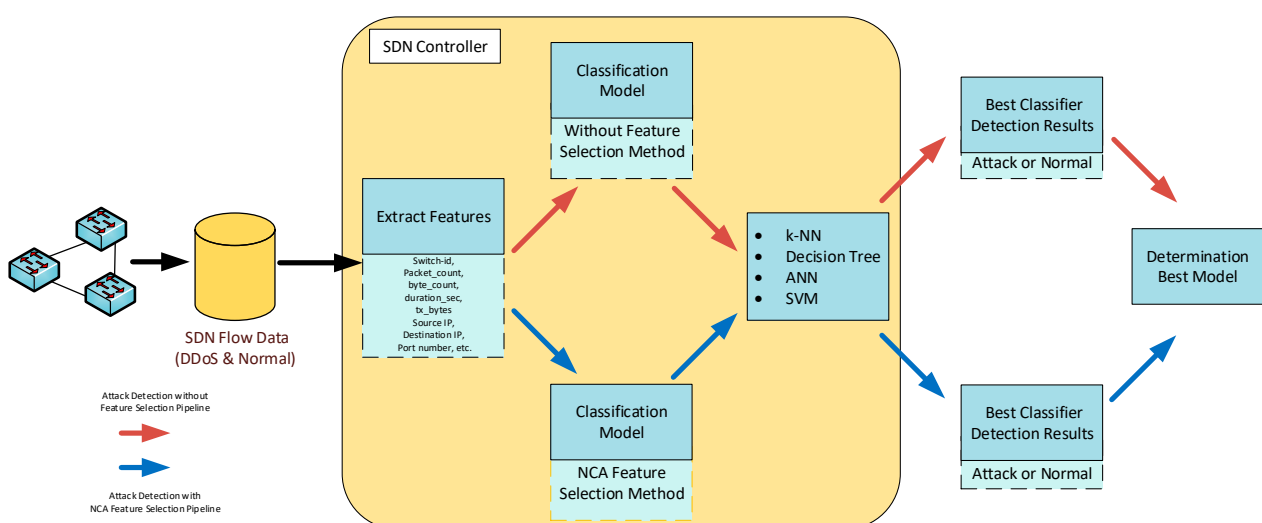 SDN Controller
Classification
Model
Without Feature
Selection Method
Best Classifier
Detection Results
Attack or Normal
Extract Features
Switch-id,
Packet_count,
byte_count,
duration_sec,
tx_bytes
Source IP,
Destination IP,
Port number, etc.
• k-NN
• Decision Tree
• ANN
• SVM
Determination
Best Model
SDN Flow Data
(DDoS & Normal)
Classification
Model
NCA Feature
Selection Method
Best Classifier
Detection Results
Attack or Normal
Attack Detection without
Feature Selection Pipeline
Attack Detection with
NCA Feature Selection Pipeline